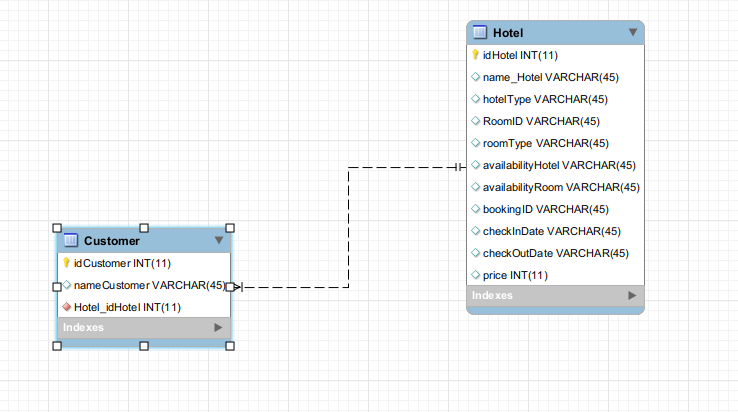 Hotel
idHotel INT(11)
name_Hotel VARCHAR(45)
hotelType VARCHAR(45)
RoomID VARCHAR(45)
roomType VARCHAR(45)
availabilityHotel VARCHAR(45)
availabilityRoom VARCHAR(45)
bookingID VARCHAR(45)
checkInDate VARCHAR(45)
checkOutDate VARCHAR(45)
price INT(11)
Indexes
Customer
idCustomer INT(11)
nameCustomer VARCHAR(45)
Hotel_idHotel INT(11)
Indexes